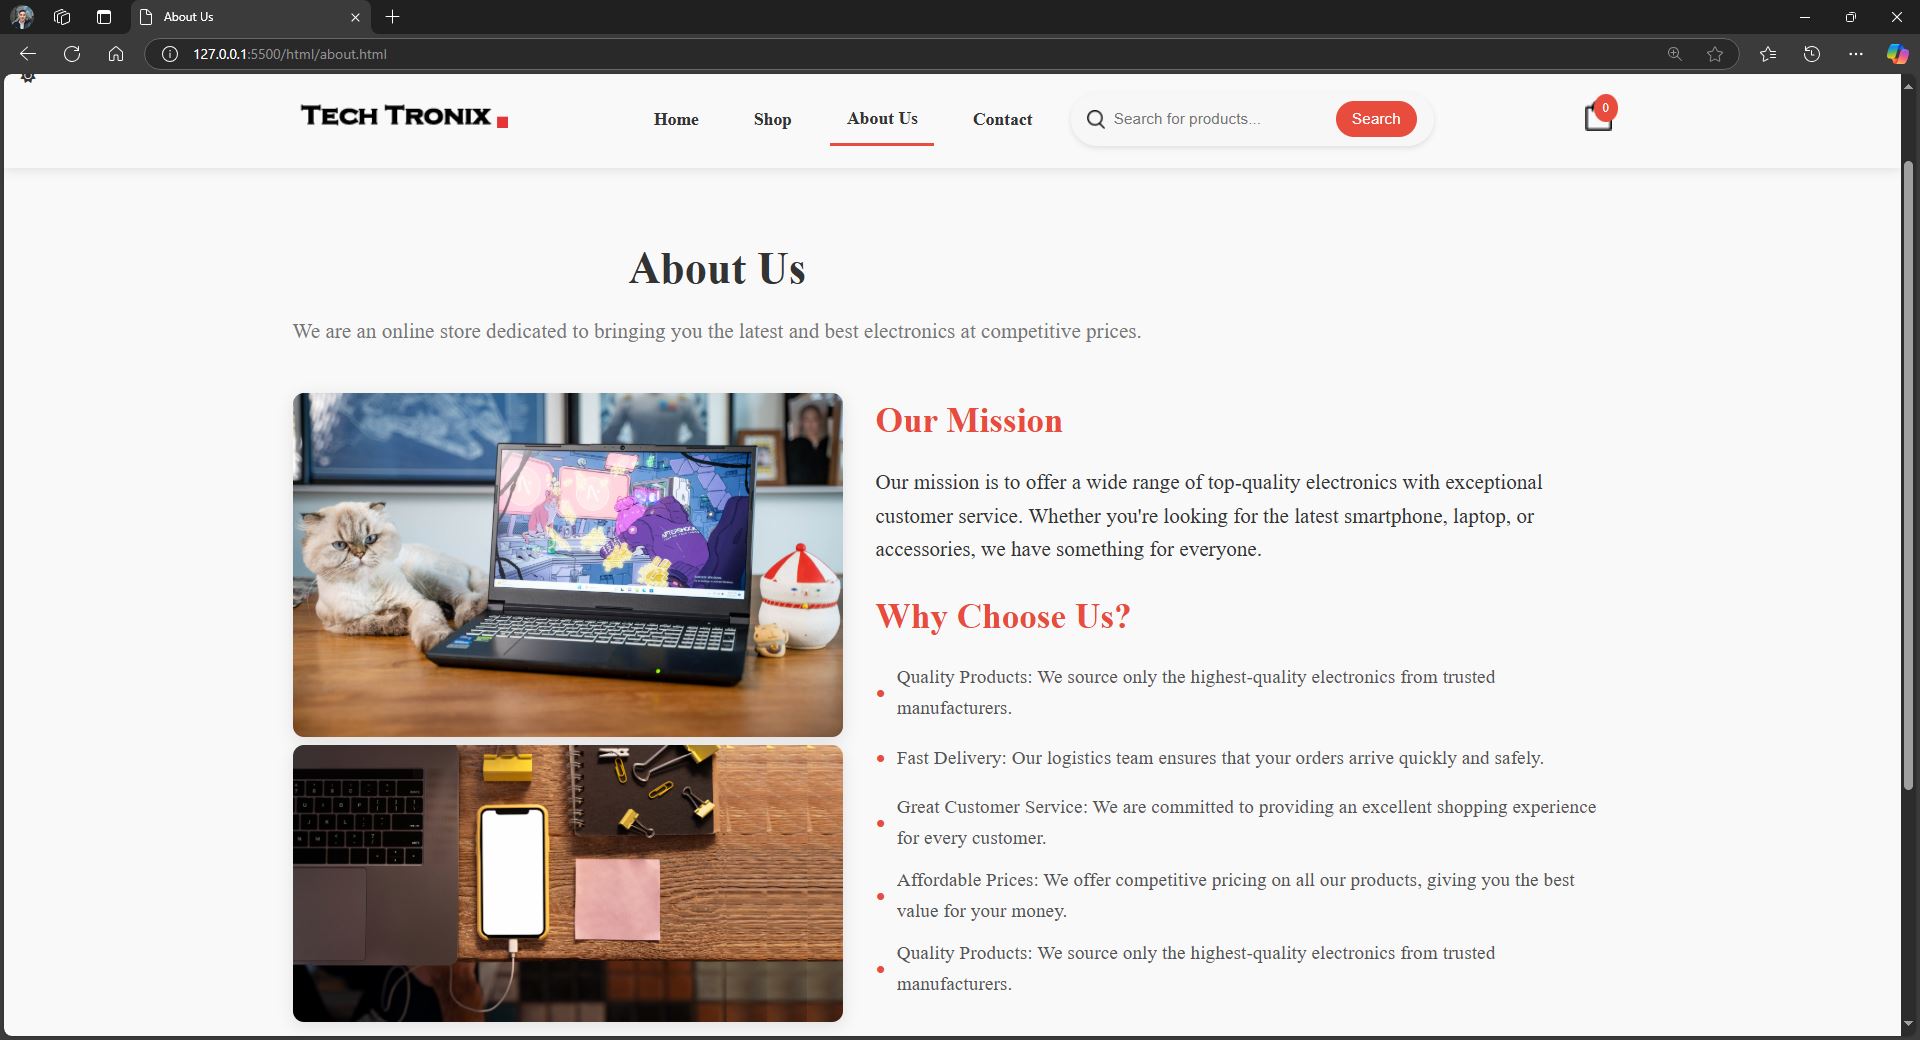 About Us
127.0.0.1:5500/html/about.html
TECH TRONIX
Home
Shop
About Us
Contact
Search for products...
Search
0
About Us
We are an online store dedicated to bringing you the latest and best electronics at competitive prices.
Our Mission
Our mission is to offer a wide range of top-quality electronics with exceptional
customer service. Whether you're looking for the latest smartphone, laptop, or
accessories, we have something for everyone.
Why Choose Us?
Quality Products: We source only the highest-quality electronics from trusted
manufacturers.
Fast Delivery: Our logistics team ensures that your orders arrive quickly and safely.
Great Customer Service: We are committed to providing an excellent shopping experience
for every customer.
Affordable Prices: We offer competitive pricing on all our products, giving you the best
value for your money.
Quality Products: We source only the highest-quality electronics from trusted
manufacturers.
AFTERSHOCK